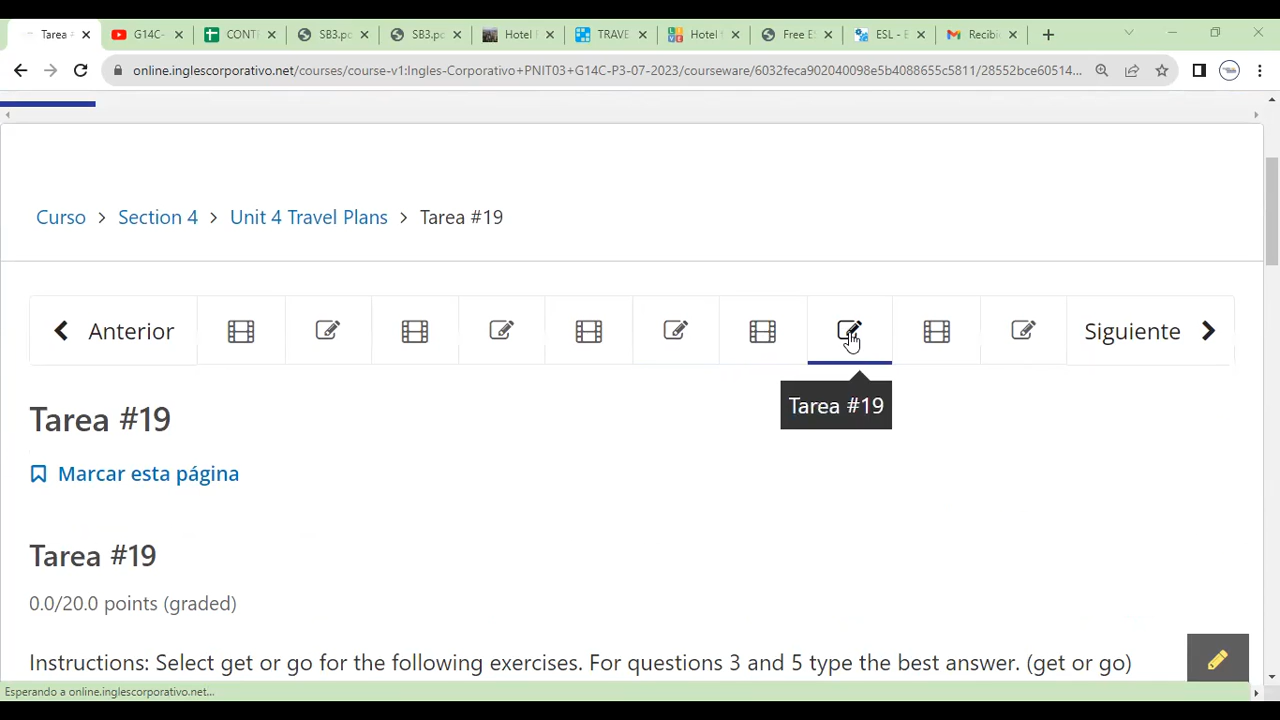 Tarea #
G14C-
CONTI
SB3.pc
SB3.pc
Hotel
TRAVE
Hotel
Free E
ESL - E
Recibi
online.inglescorporativo.net/courses/course-v1:Ingles-Corporativo+PNIT03+G14C-P3-07-2023/courseware/6032feca902040098e5b4088655c5811/28552bce60514...
Curso > Section 4 > Unit 4 Travel Plans > Tarea #19
Anterior
Siguiente
Tarea #19
Tarea #19
Marcar esta página
Tarea #19
0.0/20.0 points (graded)
Instructions: Select get or go for the following exercises. For questions 3 and 5 type the best answer. (get or go)
Esperando a online.inglescorporativo.net...